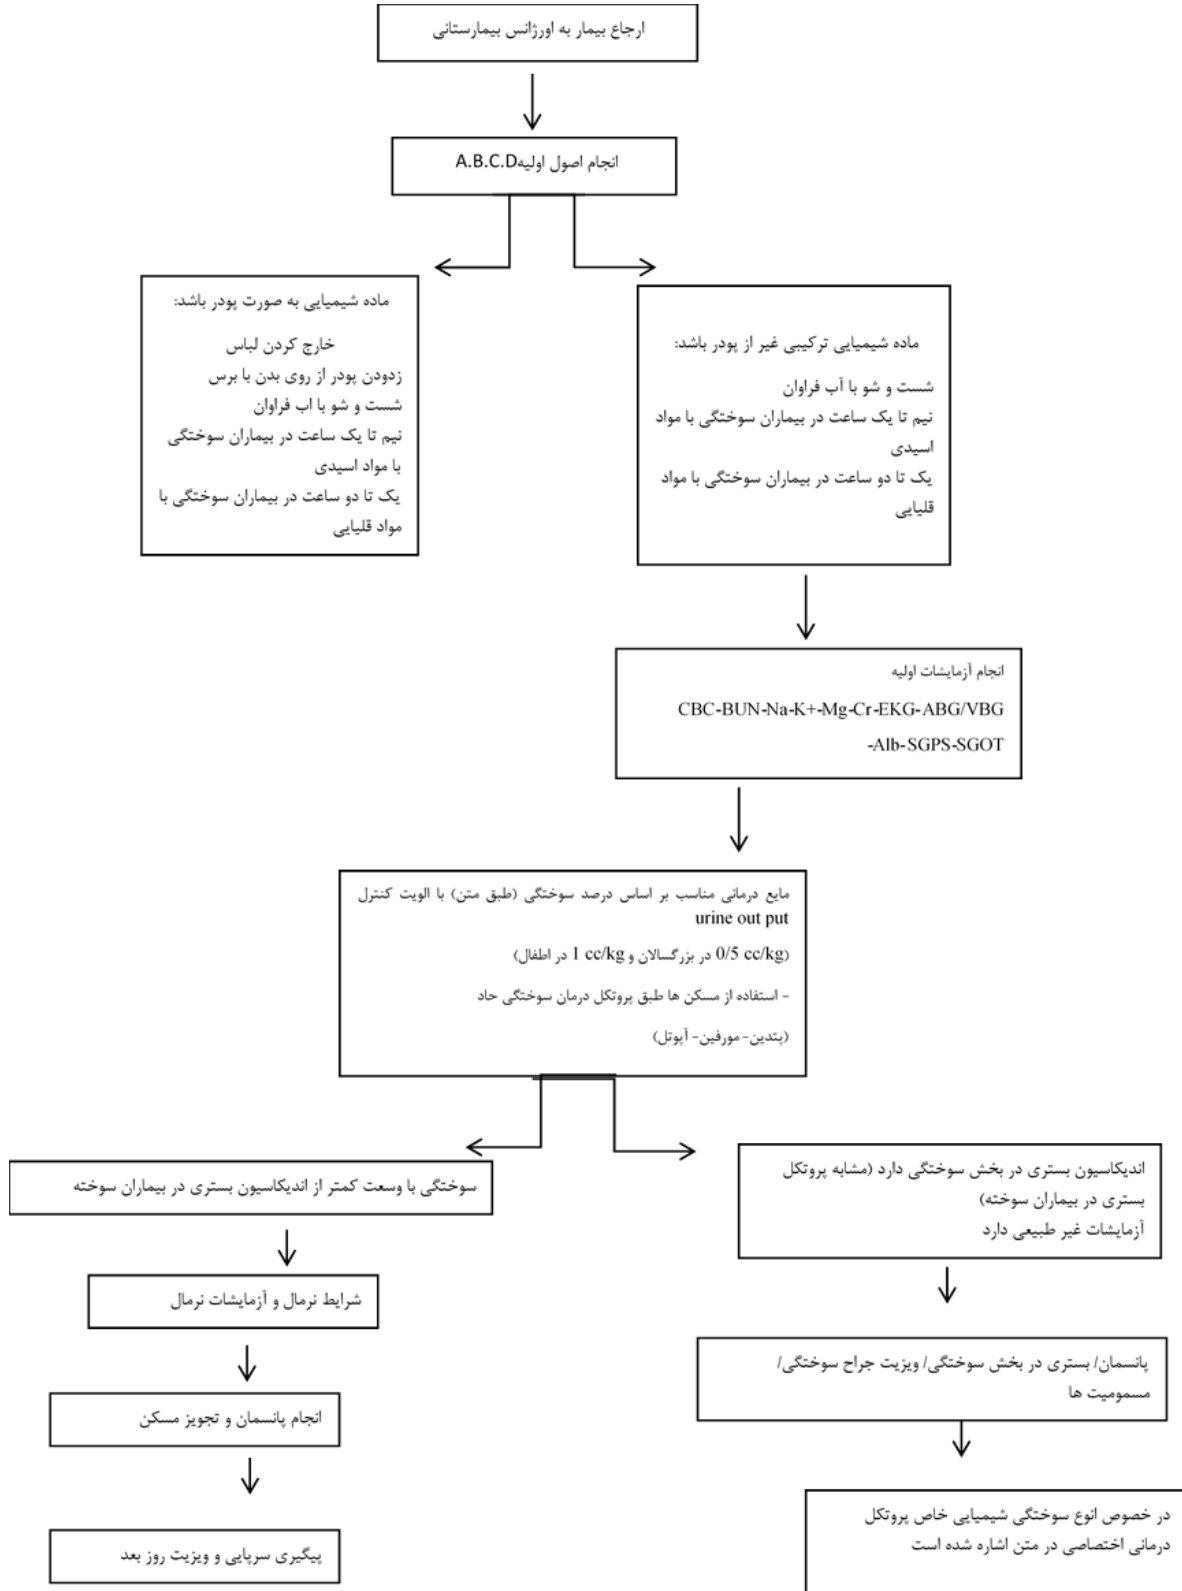 ارجاع بیمار به اورژانس بیمارستانی
انجام اصول اولیه A.B.C.D
ماده شیمیایی ترکیبی غیر از پودر باشد:
شست و شو با آب فراوان
نیم تا یک ساعت در بیماران سوختگی با مواد
اسیدی
یک تا دو ساعت در بیماران سوختگی با مواد
قلیایی
ماده شیمیایی به صورت پودر باشد:
خارج کردن لباس
زدودن پودر از روی بدن با برس
شست و شو با اب فراوان
نیم تا یک ساعت در بیماران سوختگی
با مواد اسیدی
یک تا دو ساعت در بیماران سوختگی با
مواد قلیایی
انجام آزمایشات اولیه
CBC-BUN-Na-K+-Mg-Cr-EKG-ABG/VBG
-Alb-SGPS-SGOT
مایع درمانی مناسب بر اساس درصد سوختگی (طبق متن) با الویت کنترل
urine out put
(0/5 cc/kg در بزرگسالان و 1 cc/kg در اطفال)
- استفاده از مسکن ها طبق پروتکل درمان سوختگی حاد
(پتدین- مورفین- آپوتل)
اندیکاسیون بستری در بخش سوختگی دارد (مشابه پروتکل
بستری در بیماران سوخته)
آزمایشات غیر طبیعی دارد
سوختگی با وسعت کمتر از اندیکاسیون بستری در بیماران سوخته
شرایط نرمال و آزمایشات نرمال
پانسمان/ بستری در بخش سوختگی/ ویزیت جراح سوختگی/
مسمومیت ها
انجام پانسمان و تجویز مسکن
در خصوص انوع سوختگی شیمیایی خاص پروتکل
درمانی اختصاصی در متن اشاره شده است
پیگیری سرپایی و ویزیت روز بعد